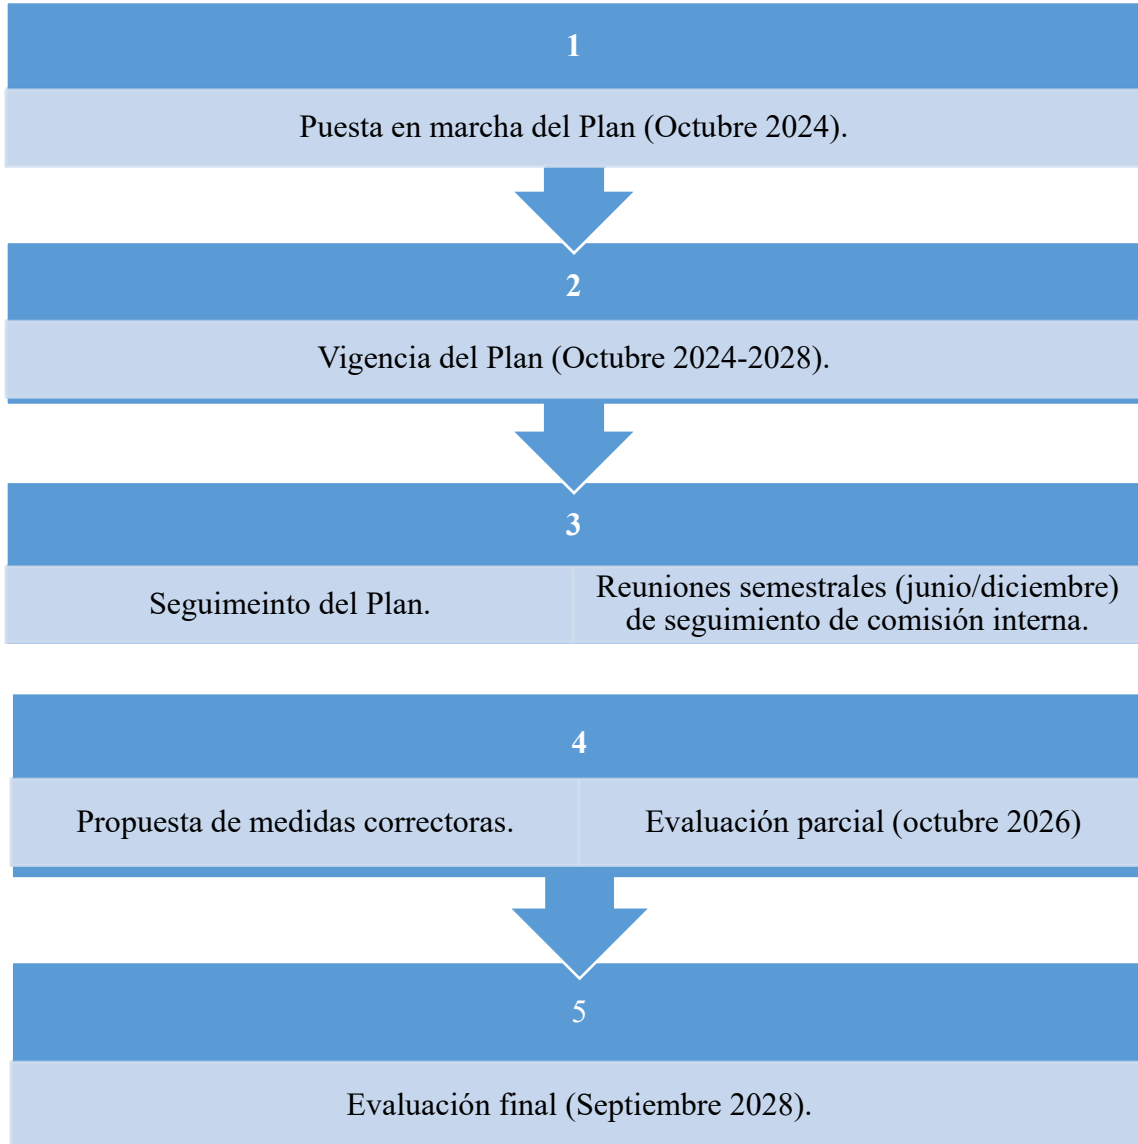 1
Puesta en marcha del Plan (Octubre 2024).
2
Vigencia del Plan (Octubre 2024-2028).
3
Seguimeinto del Plan.
Reuniones semestrales (junio/diciembre)
de seguimiento de comisión interna.
4
Propuesta de medidas correctoras.
Evaluación parcial (octubre 2026)
5
Evaluación final (Septiembre 2028).